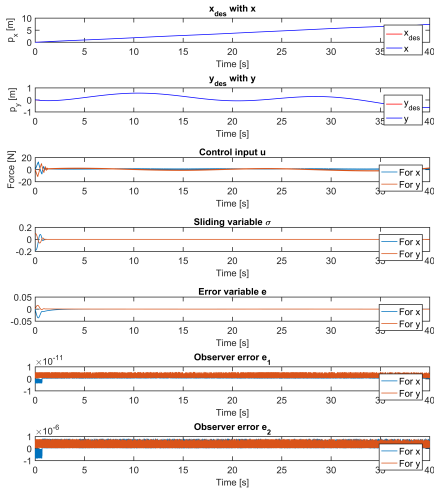 x_des with x
p_x [m]
10
5
0
0 5 10 15 20 25 30 35 40
x_des
x
Time [s]
y_des with y
p_y [m]
1
0
-1
0 5 10 15 20 25 30 35 40
y_des
y
Time [s]
Control input u
Force [N]
20
0
-20
0 5 10 15 20 25 30 35 40
For x
For y
Time [s]
Sliding variable σ
0.2
0
-0.2
0 5 10 15 20 25 30 35 40
For x
For y
Time [s]
Error variable e
0.05
0
-0.05
0 5 10 15 20 25 30 35 40
For x
For y
Time [s]
Observer error e_1
×10^-11
1
0
-1
0 5 10 15 20 25 30 35 40
For x
For y
Time [s]
Observer error e_2
×10^-6
1
0
-1
0 5 10 15 20 25 30 35 40
For x
For y
Time [s]